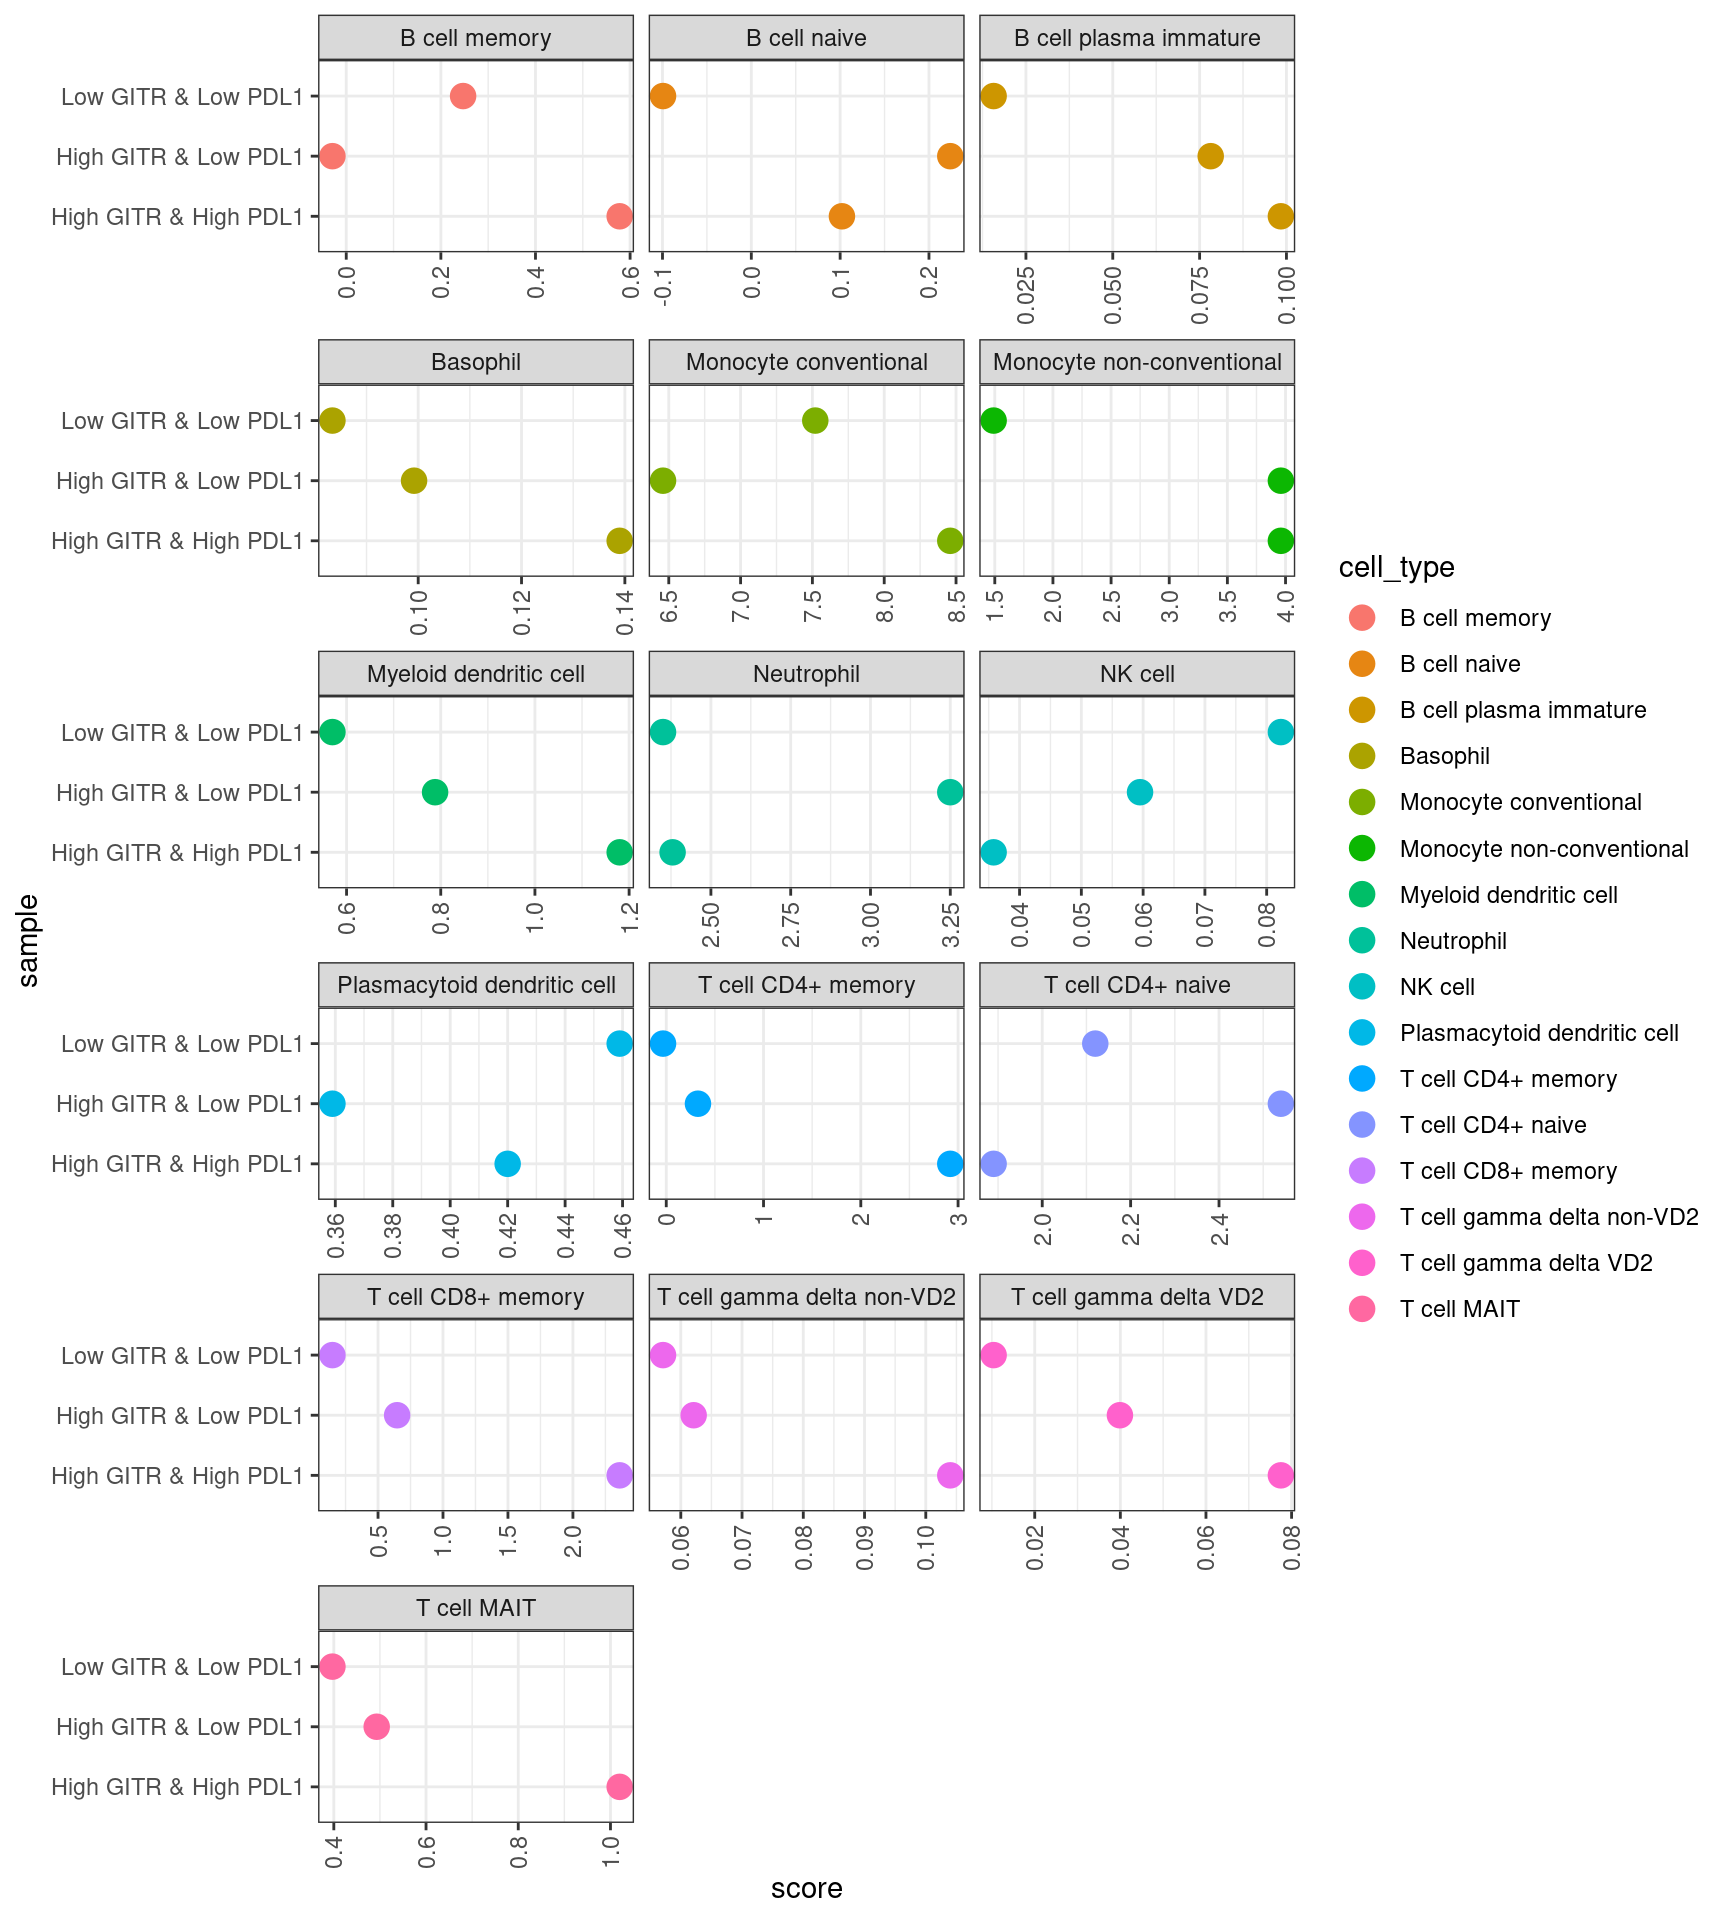 B cell memory
B cell naive
B cell plasma immature
Low GITR & Low PDL1
High GITR & Low PDL1
High GITR & High PDL1
0.0 0.2 0.4 0.6
-0.1 0.0 0.1 0.2
0.025 0.050 0.075 0.100
Basophil
Monocyte conventional
Monocyte non-conventional
Low GITR & Low PDL1
High GITR & Low PDL1
High GITR & High PDL1
0.10 0.12 0.14
6.5 7.0 7.5 8.0 8.5
1.5 2.0 2.5 3.0 3.5 4.0
Myeloid dendritic cell
Neutrophil
NK cell
Low GITR & Low PDL1
High GITR & Low PDL1
High GITR & High PDL1
0.6 0.8 1.0 1.2
2.50 2.75 3.00 3.25
0.04 0.05 0.06 0.07 0.08
Plasmacytoid dendritic cell
T cell CD4+ memory
T cell CD4+ naive
Low GITR & Low PDL1
High GITR & Low PDL1
High GITR & High PDL1
0.36 0.38 0.40 0.42 0.44 0.46
0 1 2 3
2.0 2.2 2.4
T cell CD8+ memory
T cell gamma delta non-VD2
T cell gamma delta VD2
Low GITR & Low PDL1
High GITR & Low PDL1
High GITR & High PDL1
0.5 1.0 1.5 2.0
0.06 0.07 0.08 0.09 0.10
0.02 0.04 0.06 0.08
T cell MAIT
Low GITR & Low PDL1
High GITR & Low PDL1
High GITR & High PDL1
0.4 0.6 0.8 1.0
score
sample
cell_type
B cell memory
B cell naive
B cell plasma immature
Basophil
Monocyte conventional
Monocyte non-conventional
Myeloid dendritic cell
Neutrophil
NK cell
Plasmacytoid dendritic cell
T cell CD4+ memory
T cell CD4+ naive
T cell CD8+ memory
T cell gamma delta non-VD2
T cell gamma delta VD2
T cell MAIT